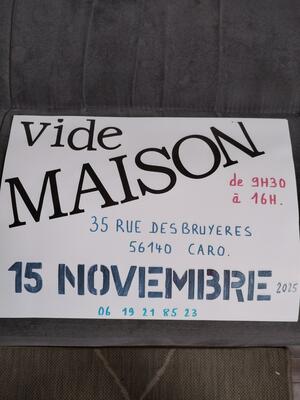 vide
MAISON
de 9H30
à 16H.
35 RUE DES BRUYERES
56140 CARO.
15 NOVEMBRE 2025
06 19 21 85 23